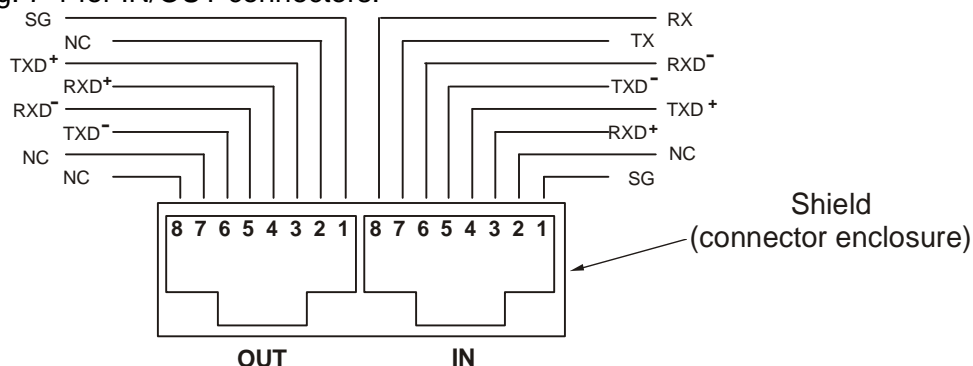 SG
NC
TXD+
RXD+
RXD-
TXD-
NC
NC
RX
TX
RXD-
TXD-
TXD+
RXD+
NC
SG
8 7 6 5 4 3 2 1
8 7 6 5 4 3 2 1
Shield
(connector enclosure)
OUT
IN